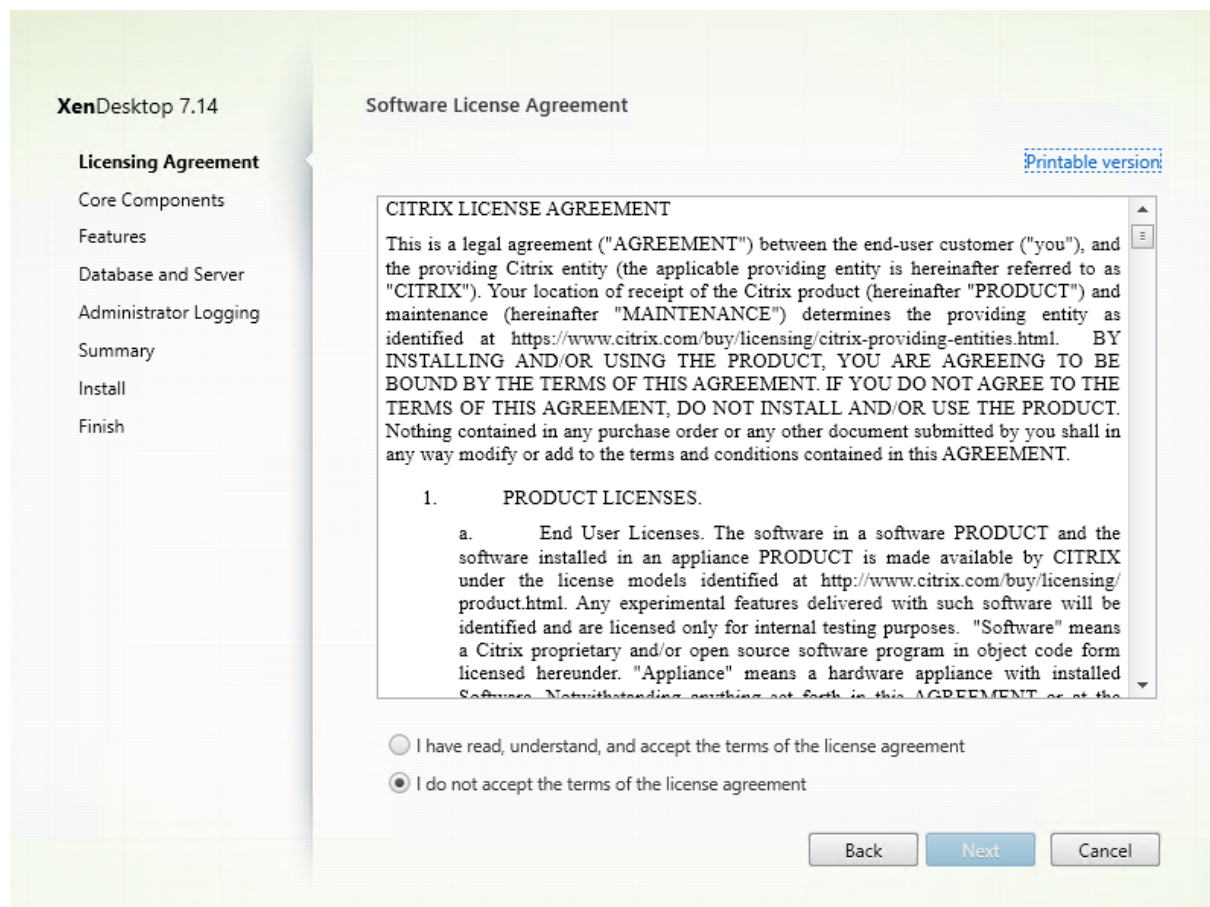 XenDesktop 7.14
Licensing Agreement
Core Components
Features
Database and Server
Administrator Logging
Summary
Install
Finish
Software License Agreement
Printable version
CITRIX LICENSE AGREEMENT
This is a legal agreement ("AGREEMENT") between the end-user customer ("you"), and
the providing Citrix entity (the applicable providing entity is hereinafter referred to as
"CITRIX"). Your location of receipt of the Citrix product (hereinafter "PRODUCT") and
maintenance (hereinafter "MAINTENANCE") determines the providing entity as
identified at https://www.citrix.com/buy/licensing/citrix-providing-entities.html. BY
INSTALLING AND/OR USING THE PRODUCT, YOU ARE AGREEING TO BE
BOUND BY THE TERMS OF THIS AGREEMENT. IF YOU DO NOT AGREE TO THE
TERMS OF THIS AGREEMENT, DO NOT INSTALL AND/OR USE THE PRODUCT.
Nothing contained in any purchase order or any other document submitted by you shall in
any way modify or add to the terms and conditions contained in this AGREEMENT.
1. PRODUCT LICENSES.
a. End User Licenses. The software in a software PRODUCT and the
software installed in an appliance PRODUCT is made available by CITRIX
under the license models identified at http://www.citrix.com/buy/licensing/
product.html. Any experimental features delivered with such software will be
identified and are licensed only for internal testing purposes. "Software" means
a Citrix proprietary and/or open source software program in object code form
licensed hereunder. "Appliance" means a hardware appliance with installed
Software. Notwithstanding anything set forth in this AGREEMENT or at the
I have read, understand, and accept the terms of the license agreement
I do not accept the terms of the license agreement
Back
Next
Cancel